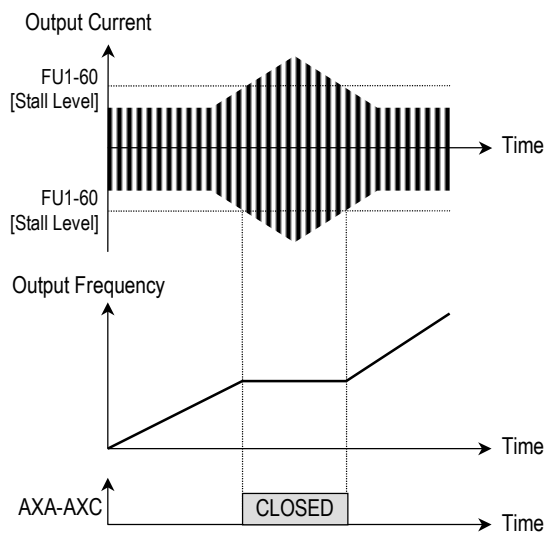 Output Current
FU1-60
[Stall Level]
Time
FU1-60
[Stall Level]
Output Frequency
Time
AXA-AXC
CLOSED
Time